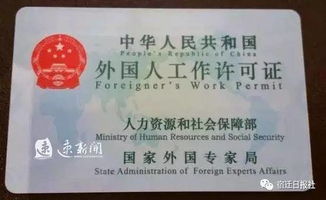 中华人民共和国
People's Republic of China
外国人工作许可证
Foreigner's Work Permit
人力资源和社会保障部
Ministry of Human Resources and Social Security
国家外国专家局
State Administration of Foreign Experts Affairs
速新闻
宿迁日报社